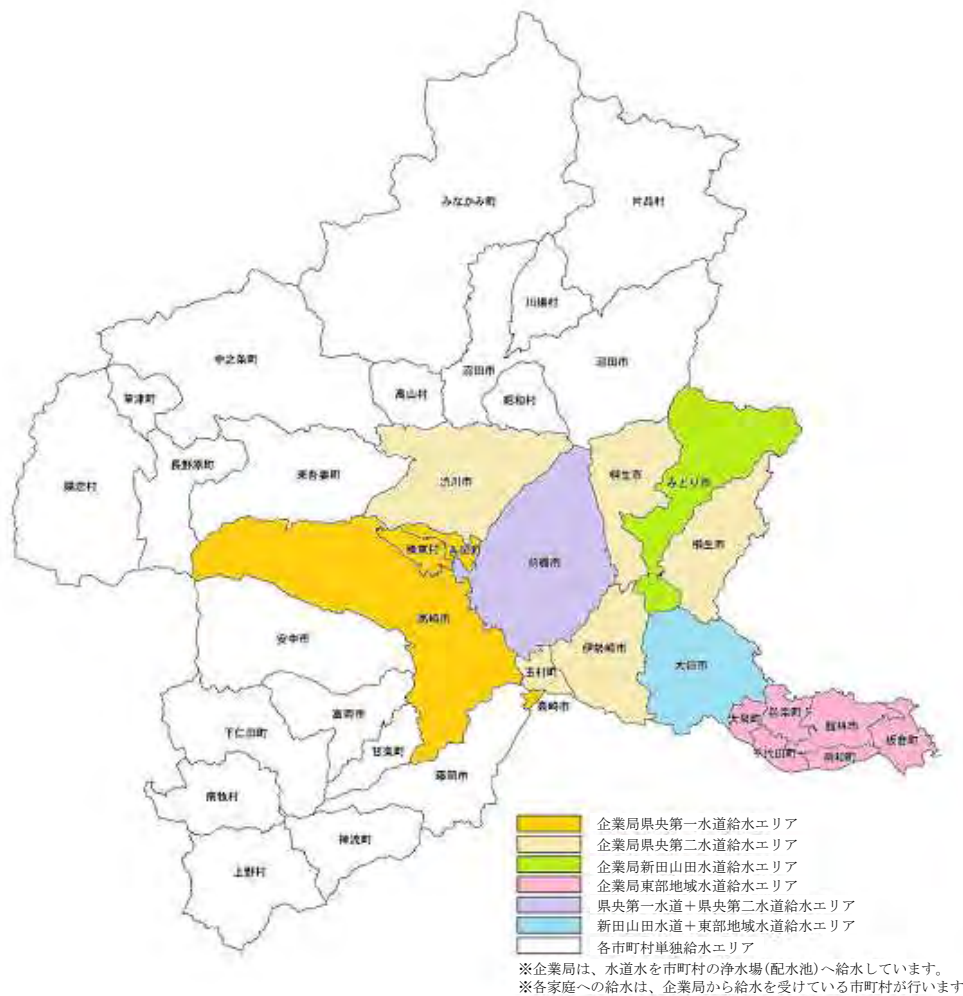 みなかみ町
片品村
川場村
中之条町
沼田市
沼田市
高山村
昭和村
草津町
長野原町
東吾妻町
嬬恋村
渋川市
桐生市
みどり市
桐生市
榛東村
吉岡町
前橋市
高崎市
安中市
伊勢崎市
玉村町
太田市
高崎市
富岡市
下仁田町
甘楽町
藤岡市
大泉町
邑楽町
館林市
板倉町
千代田町
明和町
南牧村
神流町
上野村
企業局県央第一水道給水エリア
企業局県央第二水道給水エリア
企業局新田山田水道給水エリア
企業局東部地域水道給水エリア
県央第一水道+県央第二水道給水エリア
新田山田水道+東部地域水道給水エリア
各市町村単独給水エリア
※企業局は、水道水を市町村の浄水場(配水池)へ給水しています。
※各家庭への給水は、企業局から給水を受けている市町村が行います